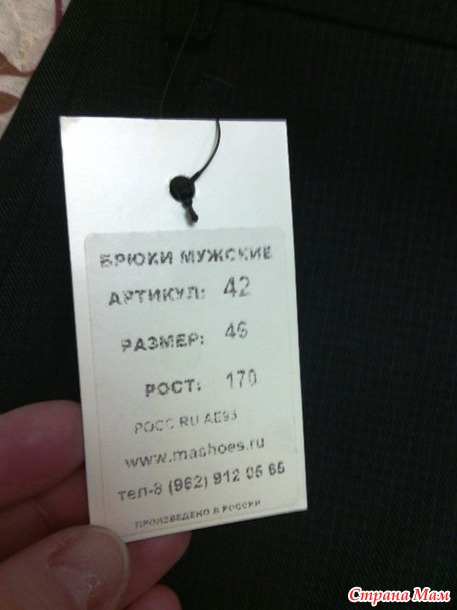 БРЮКИ МУЖСКИЕ
АРТИКУЛ: 42
РАЗМЕР: 46
РОСТ: 170
РОСС RU АЕ93
www.mashoes.ru
тел-8 (962) 912 05 65
ПРОИЗВЕДЕНО В РОССИИ
Страна Мам